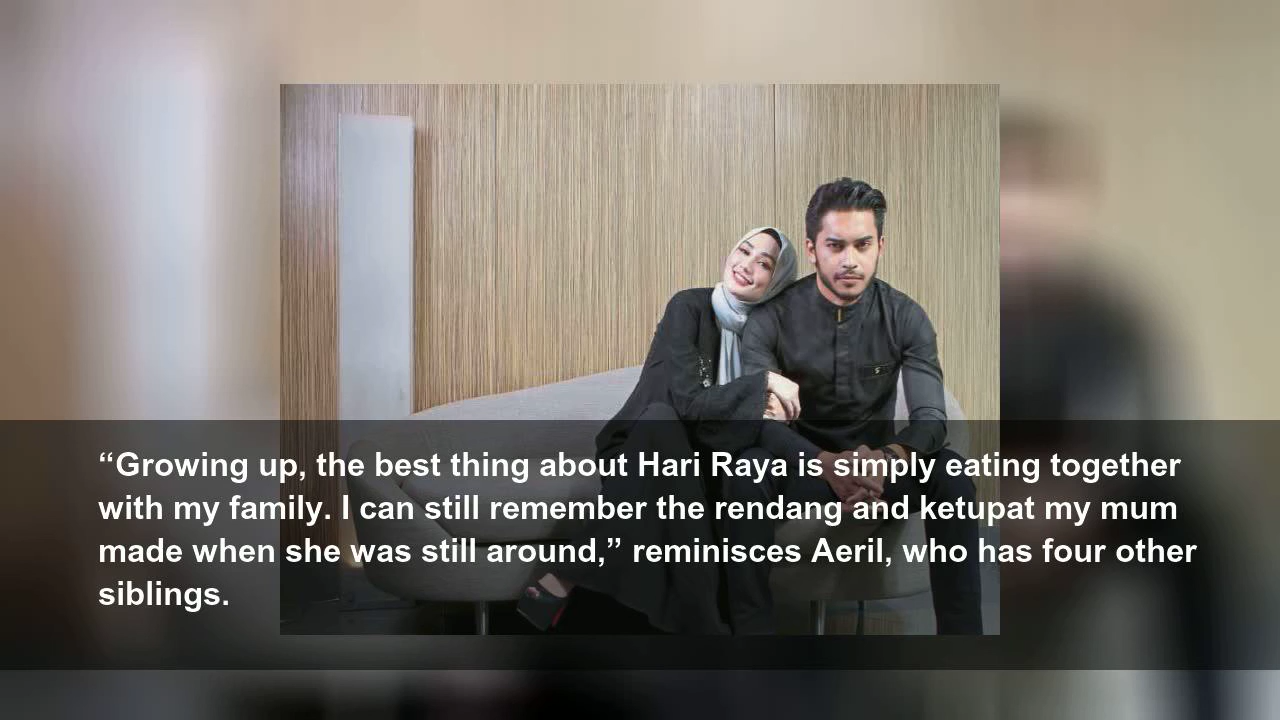 “Growing up, the best thing about Hari Raya is simply eating together
with my family. I can still remember the rendang and ketupat my mum
made when she was still around,” reminisces Aeril, who has four other
siblings.